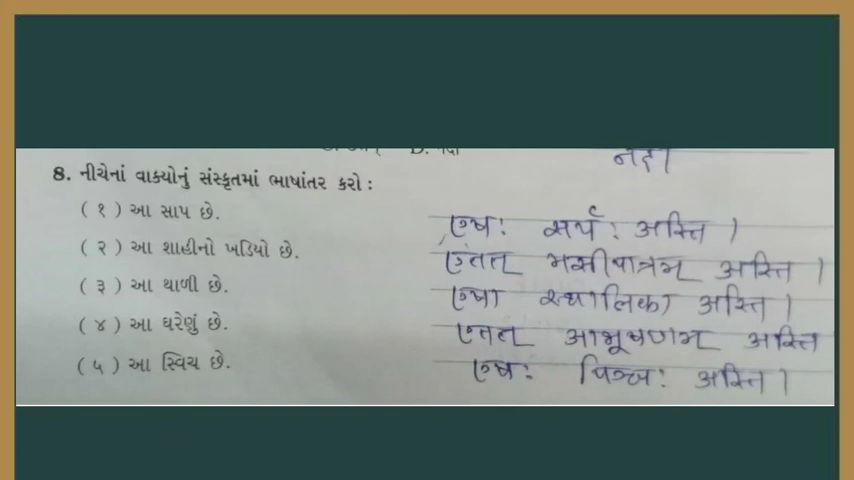 નદી
8. નીચેનાં વાક્યોનું સંસ્કૃતમાં ભાષાંતર કરો :
(૧) આ સાપ છે. एषः सर्पः अस्ति ।
(૨) આ શાહીનો ખડિયો છે. एतत् मसीपात्रम् अस्ति ।
(૩) આ થાળી છે. एषा स्थालिका अस्ति ।
(૪) આ ઘરેણું છે. एतत् आभूषणम् अस्ति
(૫) આ સ્વિચ છે. एषः पिञ्जः अस्ति ।